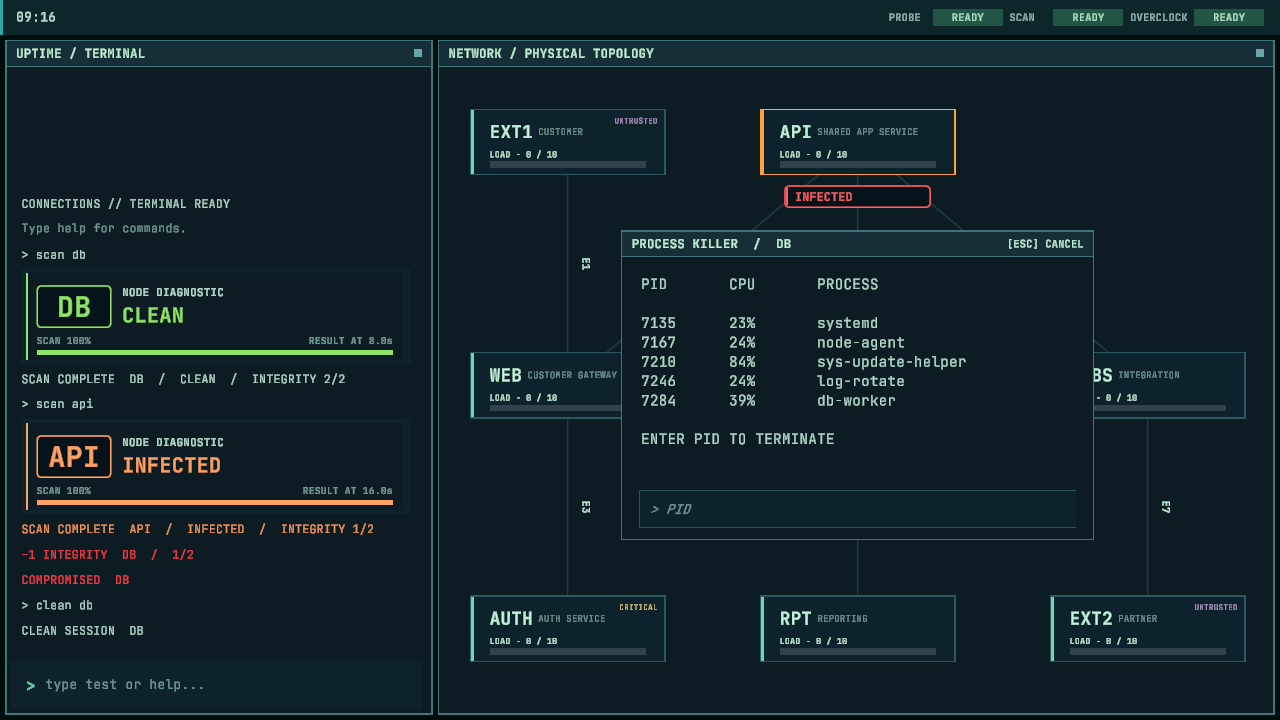 09:16
PROBE READY SCAN READY OVERCLOCK READY
UPTIME / TERMINAL
CONNECTIONS // TERMINAL READY
Type help for commands.
> scan db
DB
NODE DIAGNOSTIC
CLEAN
SCAN 100% RESULT AT 8.0s
SCAN COMPLETE DB / CLEAN / INTEGRITY 2/2
> scan api
API
NODE DIAGNOSTIC
INFECTED
SCAN 100% RESULT AT 16.0s
SCAN COMPLETE API / INFECTED / INTEGRITY 1/2
-1 INTEGRITY DB / 1/2
COMPROMISED DB
> clean db
CLEAN SESSION DB
> type test or help...
NETWORK / PHYSICAL TOPOLOGY
UNTRUSTED
EXT1 CUSTOMER
LOAD - 0 / 10
API SHARED APP SERVICE
LOAD - 0 / 10
INFECTED
E1
PROCESS KILLER / DB [ESC] CANCEL
PID CPU PROCESS
7135 23% systemd
7167 24% node-agent
7210 84% sys-update-helper
7246 24% log-rotate
7284 39% db-worker
ENTER PID TO TERMINATE
> PID
WEB CUSTOMER GATEWAY
LOAD - 0 / 10
BS INTEGRATION
- 0 / 10
E3
E7
CRITICAL
AUTH AUTH SERVICE
LOAD - 0 / 10
RPT REPORTING
LOAD - 0 / 10
UNTRUSTED
EXT2 PARTNER
LOAD - 0 / 10